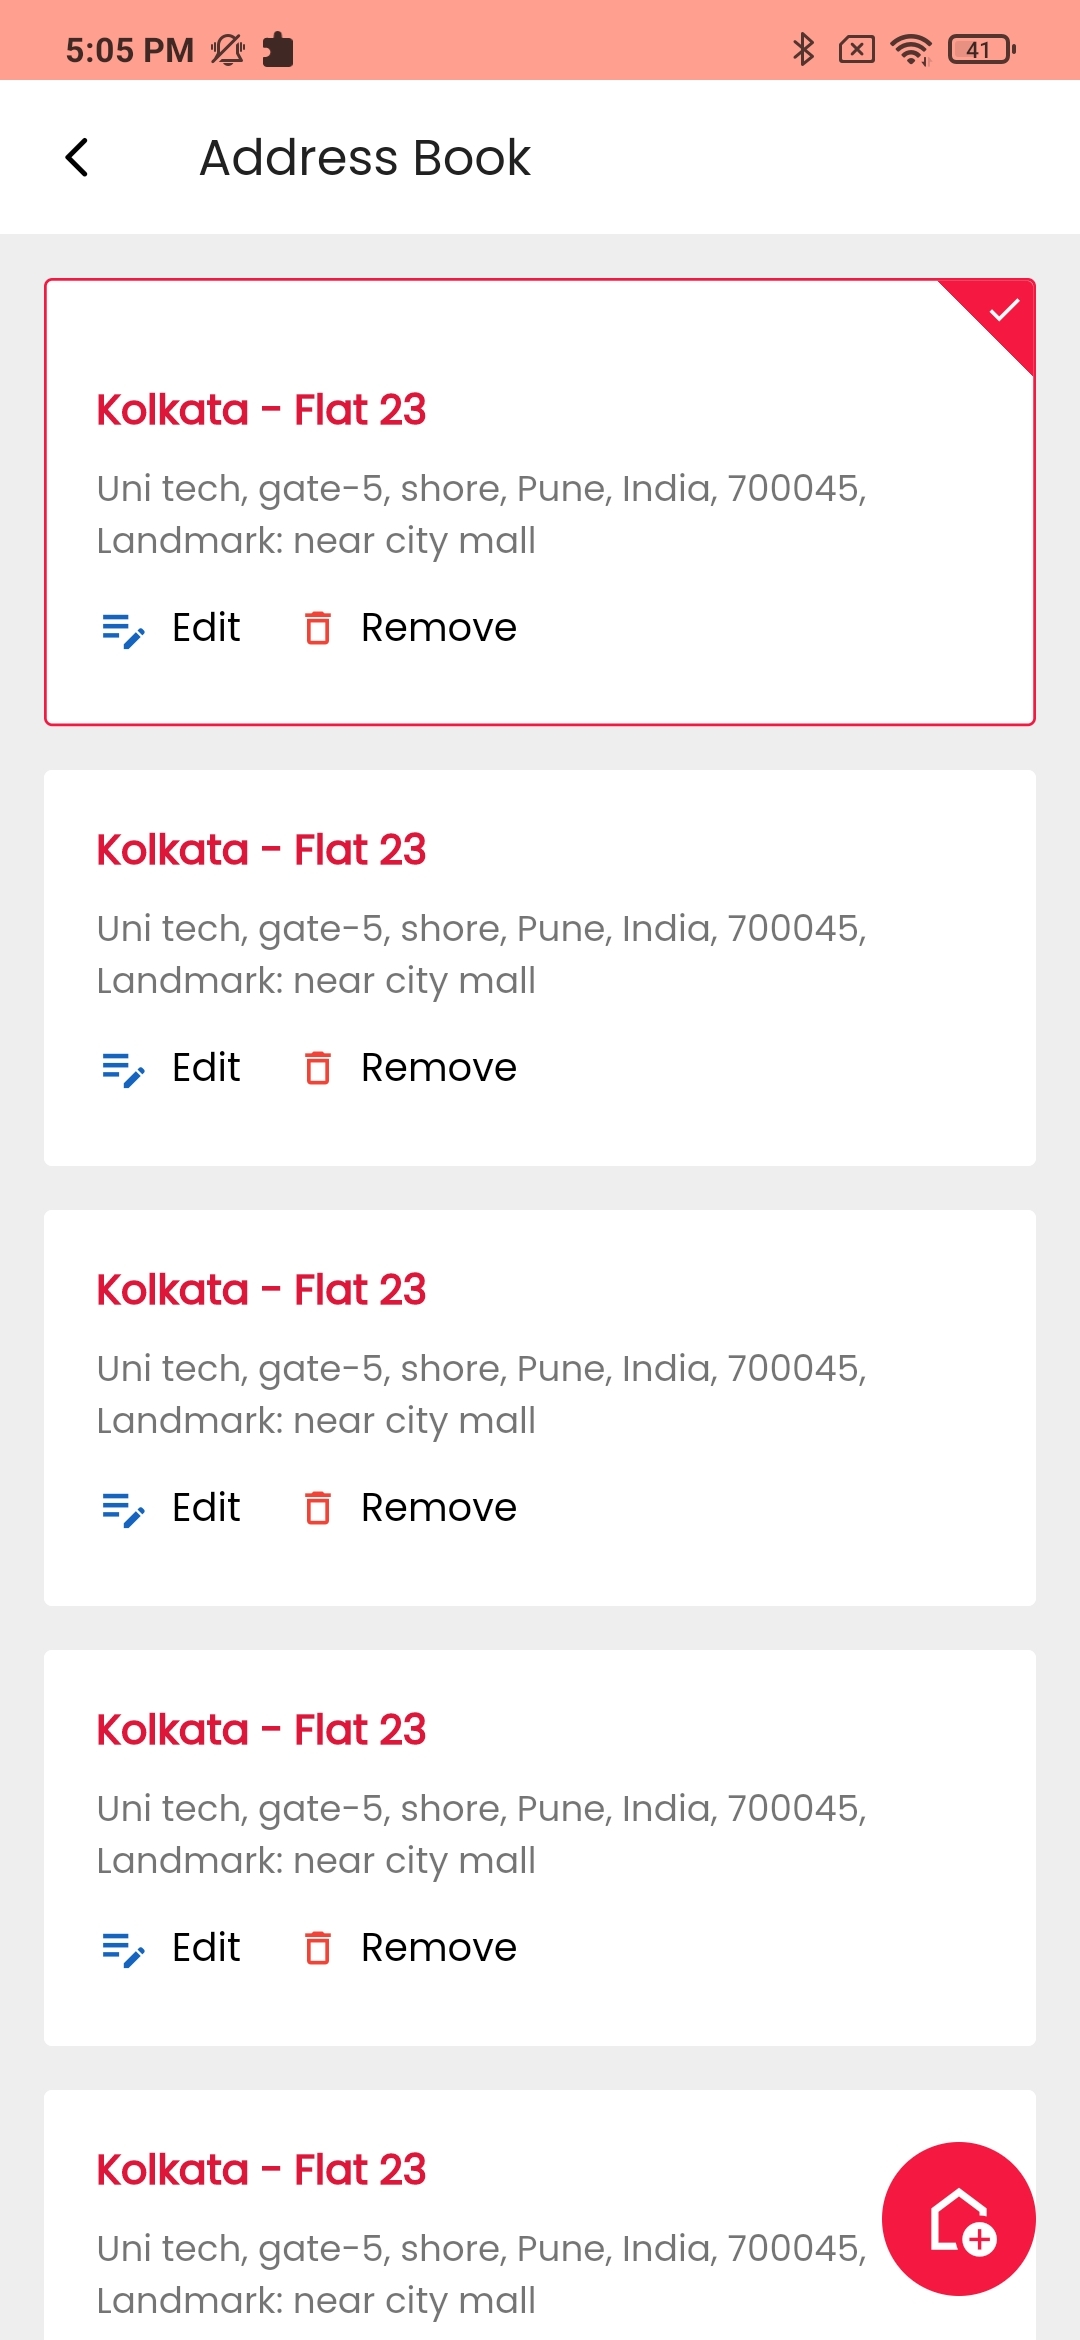 5:05 PM 41
Address Book
Kolkata - Flat 23
Uni tech, gate-5, shore, Pune, India, 700045,
Landmark: near city mall
Edit Remove
Kolkata - Flat 23
Uni tech, gate-5, shore, Pune, India, 700045,
Landmark: near city mall
Edit Remove
Kolkata - Flat 23
Uni tech, gate-5, shore, Pune, India, 700045,
Landmark: near city mall
Edit Remove
Kolkata - Flat 23
Uni tech, gate-5, shore, Pune, India, 700045,
Landmark: near city mall
Edit Remove
Kolkata - Flat 23
Uni tech, gate-5, shore, Pune, India, 700045,
Landmark: near city mall